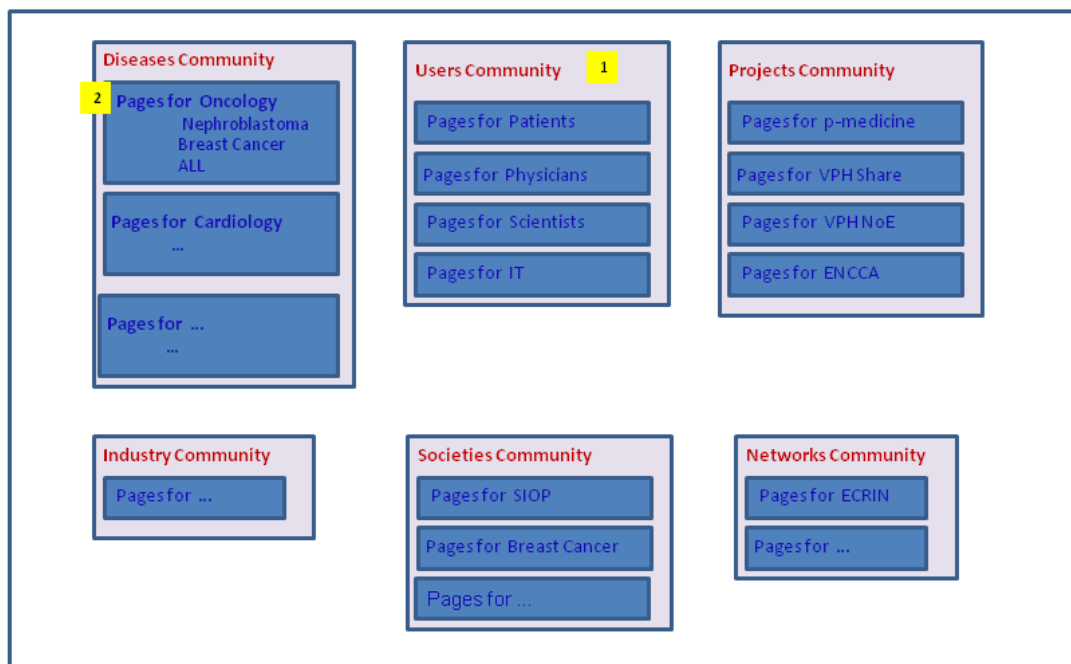 Diseases Community
2
Pages for Oncology
Nephroblastoma
Breast Cancer
ALL
Pages for Cardiology
...
Pages for ...
...
Users Community
1
Pages for Patients
Pages for Physicians
Pages for Scientists
Pages for IT
Projects Community
Pages for p-medicine
Pages for VPH Share
Pages for VPH NoE
Pages for ENCCA
Industry Community
Pages for ...
Societies Community
Pages for SIOP
Pages for Breast Cancer
Pages for ...
Networks Community
Pages for ECRIN
Pages for ...